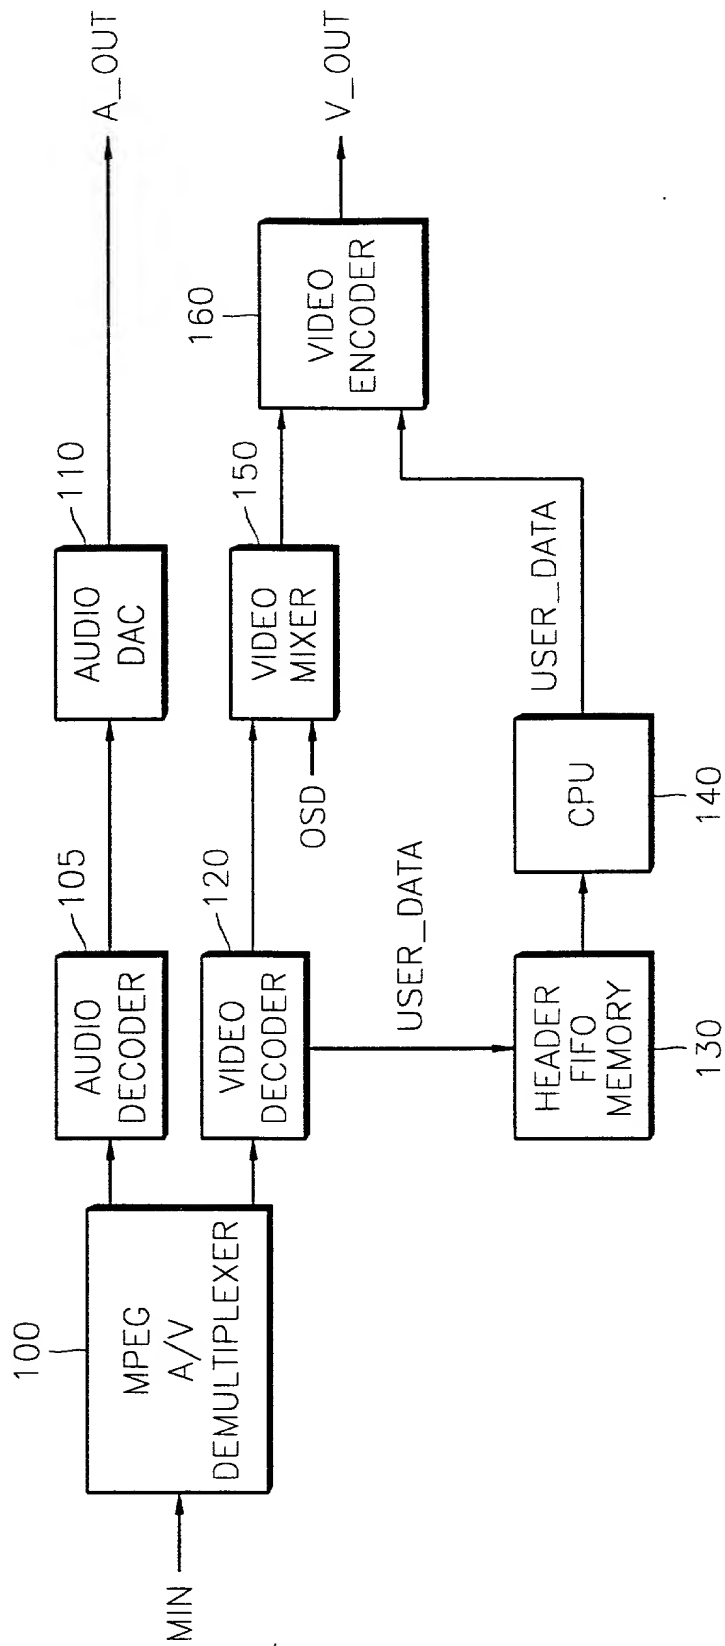 MIN
100
MPEG
A/V
DEMULTIPLEXER
105
AUDIO
DECODER
110
AUDIO
DAC
A_OUT
120
VIDEO
DECODER
150
VIDEO
MIXER
OSD
160
VIDEO
ENCODER
V_OUT
USER_DATA
HEADER
FIFO
MEMORY
130
CPU
140
USER_DATA